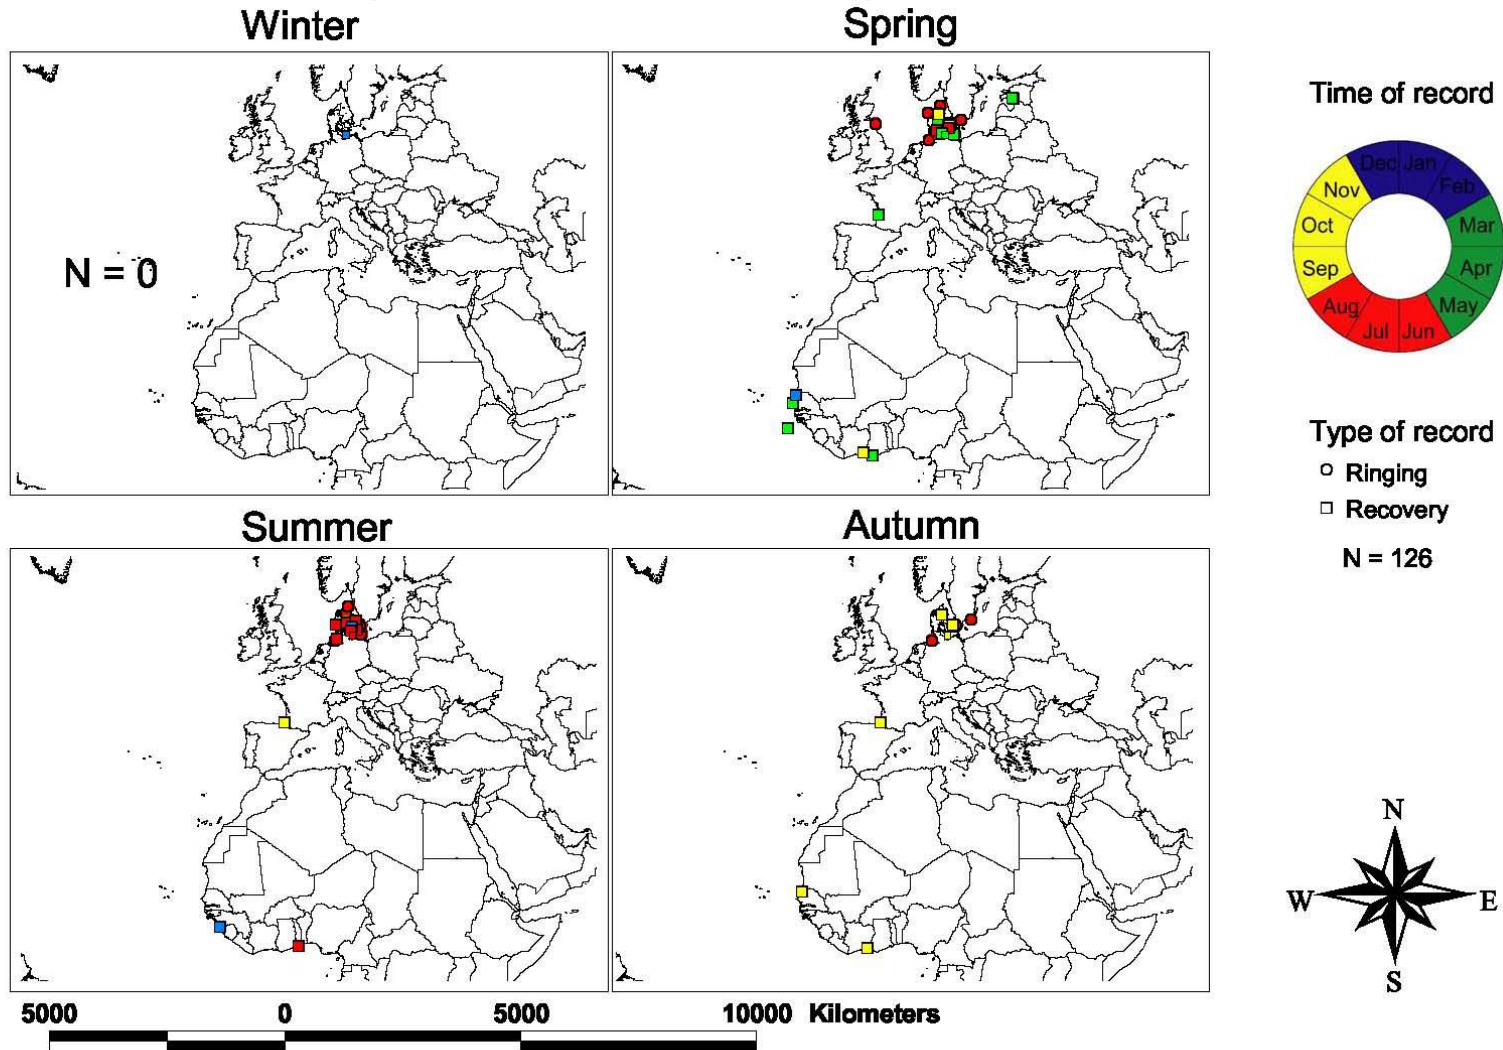 Winter
Spring
N = 0
Summer
Autumn
Time of record
Dec
Jan
Feb
Mar
Apr
May
Jun
Jul
Aug
Sep
Oct
Nov
Type of record
Ringing
Recovery
N = 126
N
W
E
S
5000 0 5000 10000 Kilometers